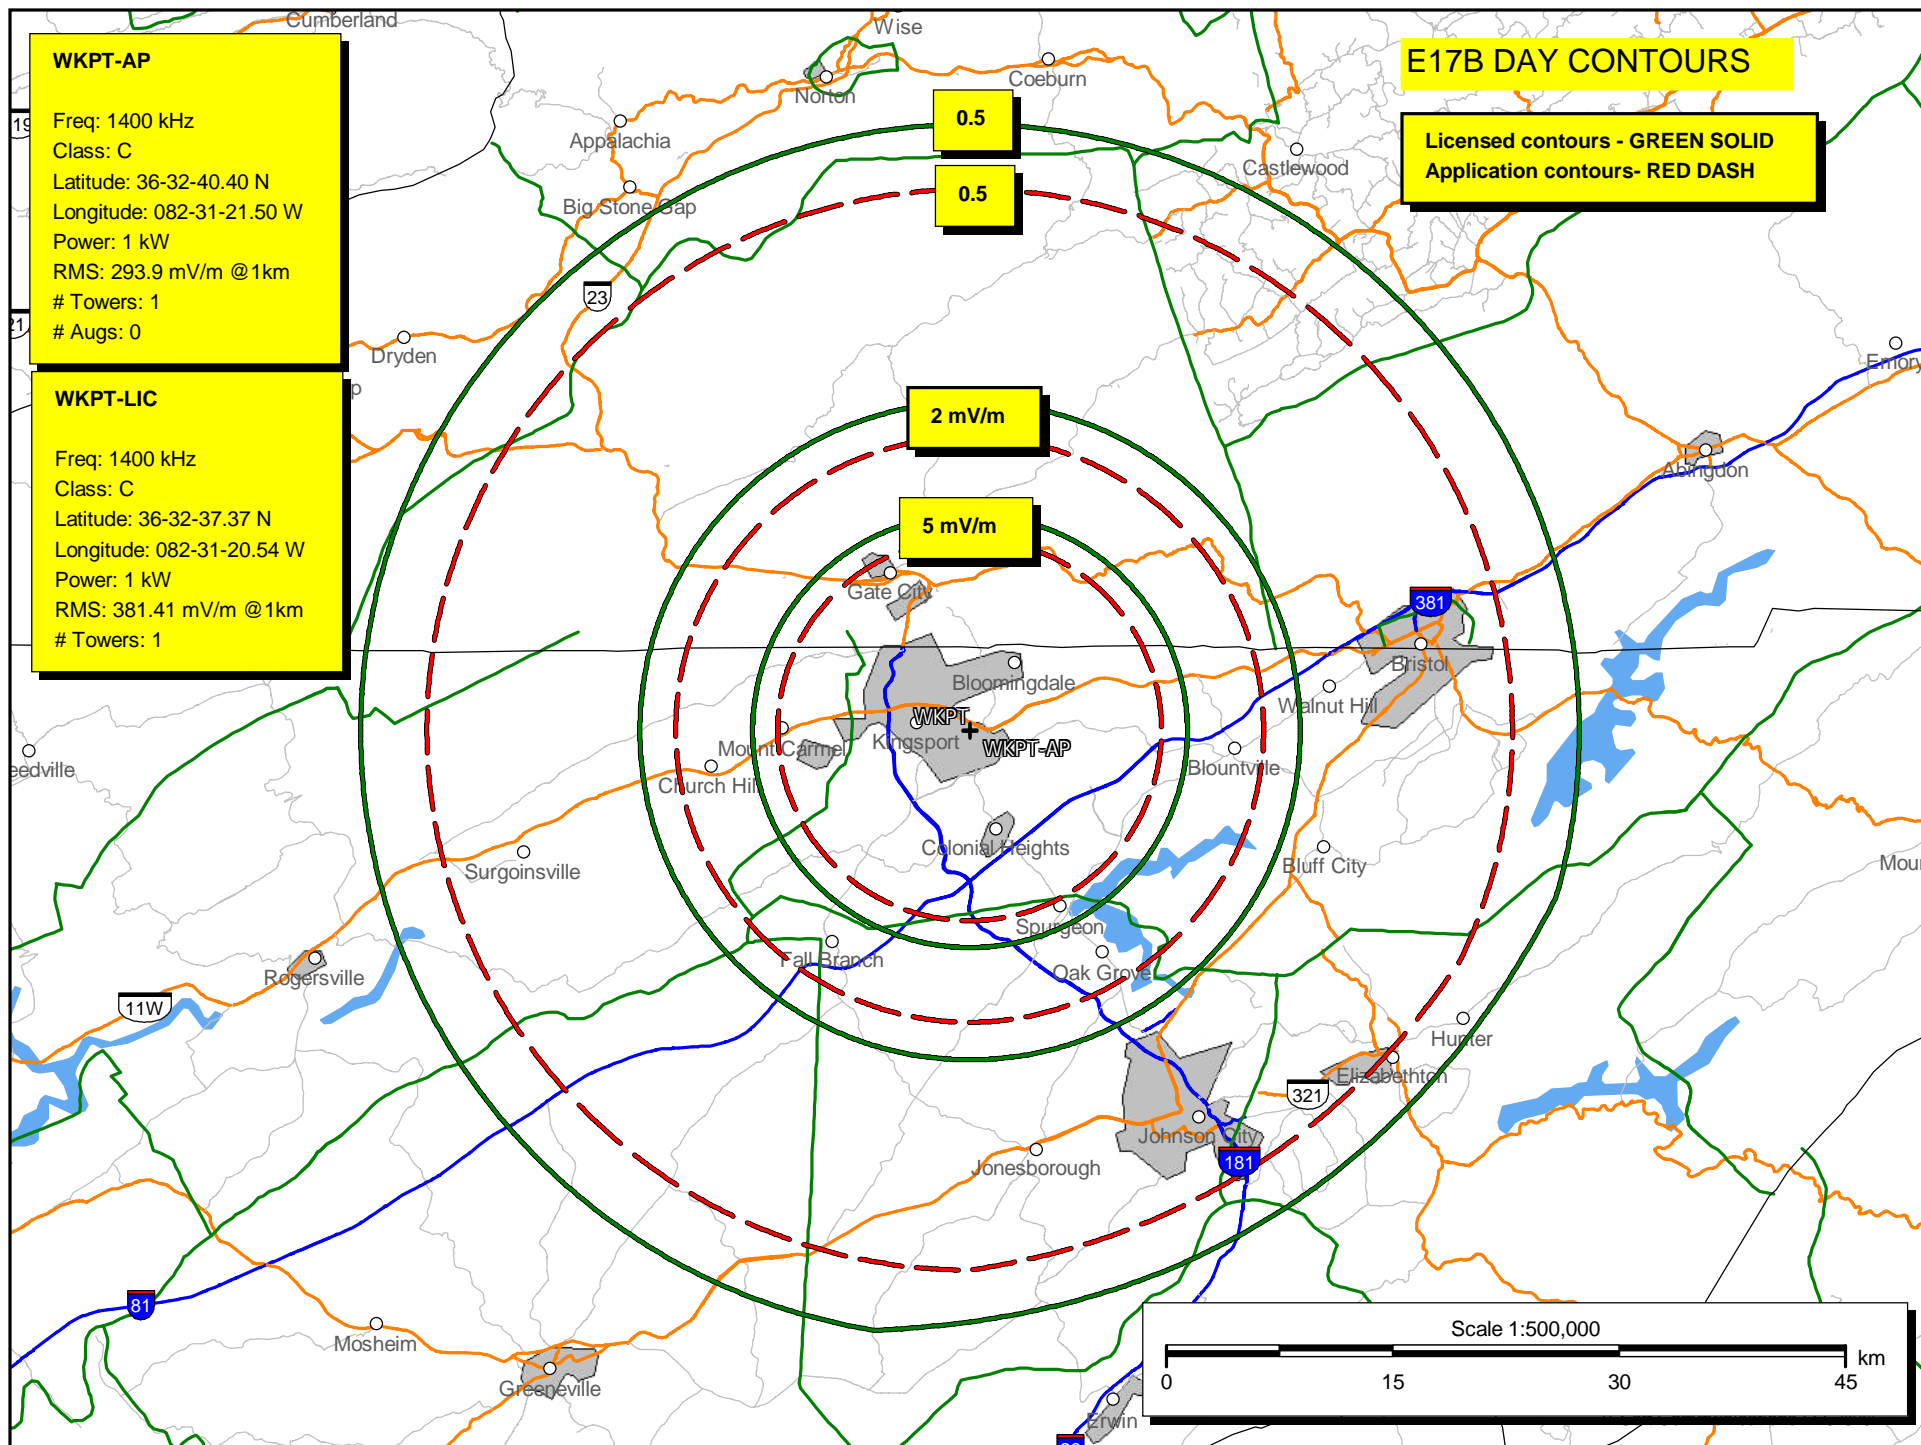 WKPT-AP
Freq: 1400 kHz
Class: C
Latitude: 36-32-40.40 N
Longitude: 082-31-21.50 W
Power: 1 kW
RMS: 293.9 mV/m @1km
# Towers: 1
# Augs: 0
WKPT-LIC
Freq: 1400 kHz
Class: C
Latitude: 36-32-37.37 N
Longitude: 082-31-20.54 W
Power: 1 kW
RMS: 381.41 mV/m @1km
# Towers: 1
E17B DAY CONTOURS
Licensed contours - GREEN SOLID
Application contours- RED DASH
Cumberland
Wise
Norton
Coeburn
Appalachia
Castlewood
Big Stone Gap
0.5
0.5
23
Dryden
Emory
2 mV/m
Abingdon
5 mV/m
Gate City
381
Bristol
Bloomingdale
Walnut Hill
WKPT
Kingsport
WKPT-AP
Mount Carmel
Church Hill
Blountville
eedville
Colonial Heights
Surgoinsville
Bluff City
Mou
Spurgeon
Fall Branch
Oak Grove
Rogersville
11W
Hunter
Elizabethton
321
Johnson City
Jonesborough
181
81
Mosheim
Greeneville
Erwin
Scale 1:500,000
km
0 15 30 45